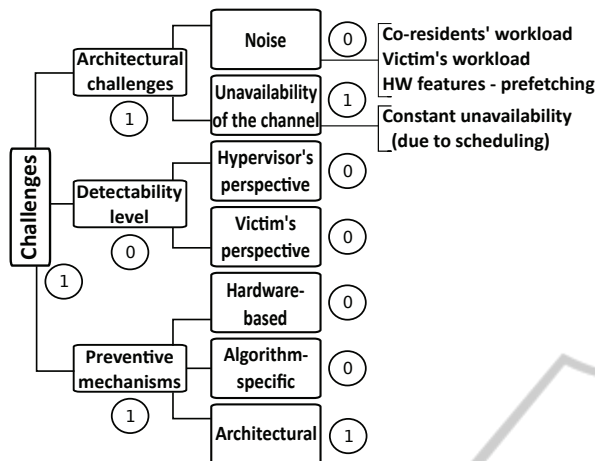 Noise
0
Co-residents' workload
Victim's workload
HW features - prefetching
Architectural
challenges
1
Unavailability
of the channel
1
Constant unavailability
(due to scheduling)
Challenges
1
Detectability
level
0
Hypervisor's
perspective
0
Victim's
perspective
0
Preventive
mechanisms
1
Hardware-
based
0
Algorithm-
specific
0
Architectural
1